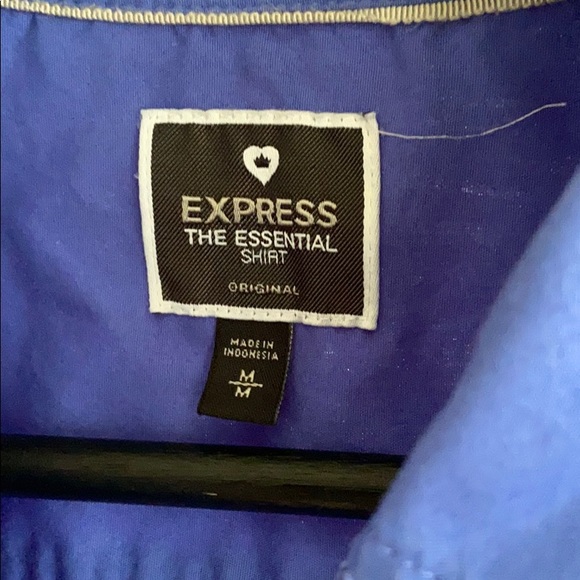 EXPRESS
THE ESSENTIAL
SHIRT
ORIGINAL
MADE IN
INDONESIA
M
M